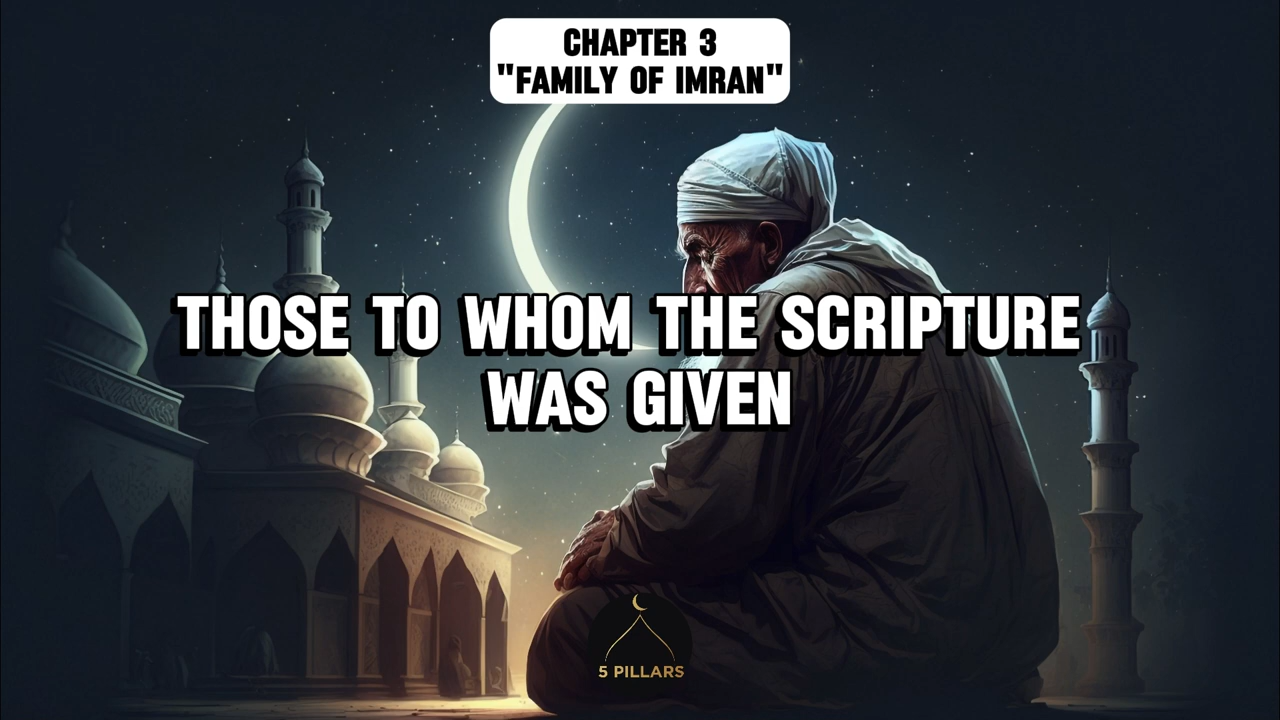 CHAPTER 3
"FAMILY OF IMRAN"
THOSE TO WHOM THE SCRIPTURE
WAS GIVEN
5 PILLARS